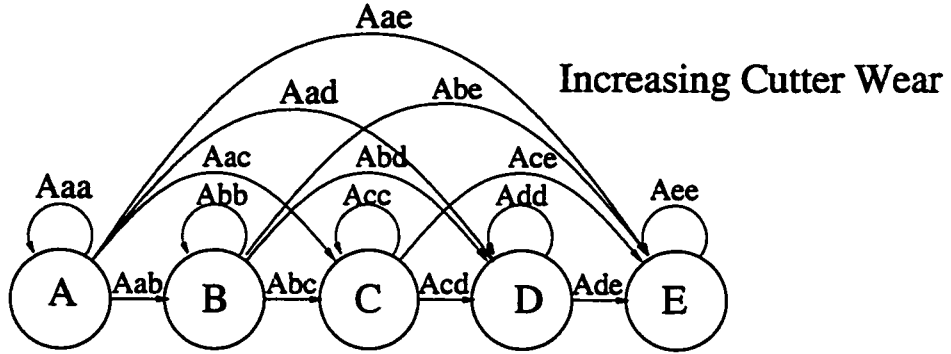 Aae
Increasing Cutter Wear
Aad
Abe
Aac
Abd
Ace
Aaa
Abb
Acc
Add
Aee
A
Aab
B
Abc
C
Acd
D
Ade
E